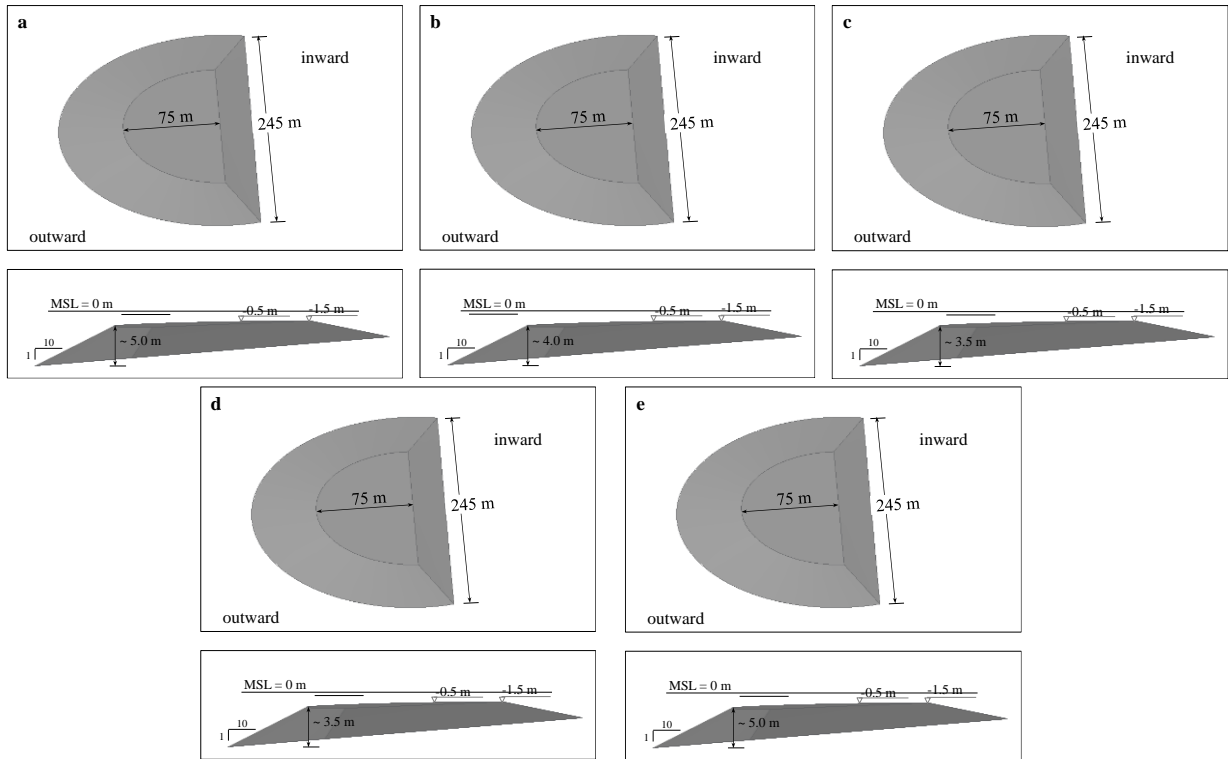 a
inward
75 m
245 m
outward
MSL = 0 m
-0.5 m
-1.5 m
10
1
~ 5.0 m
b
inward
75 m
245 m
outward
MSL = 0 m
-0.5 m
-1.5 m
10
1
~ 4.0 m
c
inward
75 m
245 m
outward
MSL = 0 m
-0.5 m
-1.5 m
10
1
~ 3.5 m
d
inward
75 m
245 m
outward
MSL = 0 m
-0.5 m
-1.5 m
10
1
~ 3.5 m
e
inward
75 m
245 m
outward
MSL = 0 m
-0.5 m
-1.5 m
10
1
~ 5.0 m